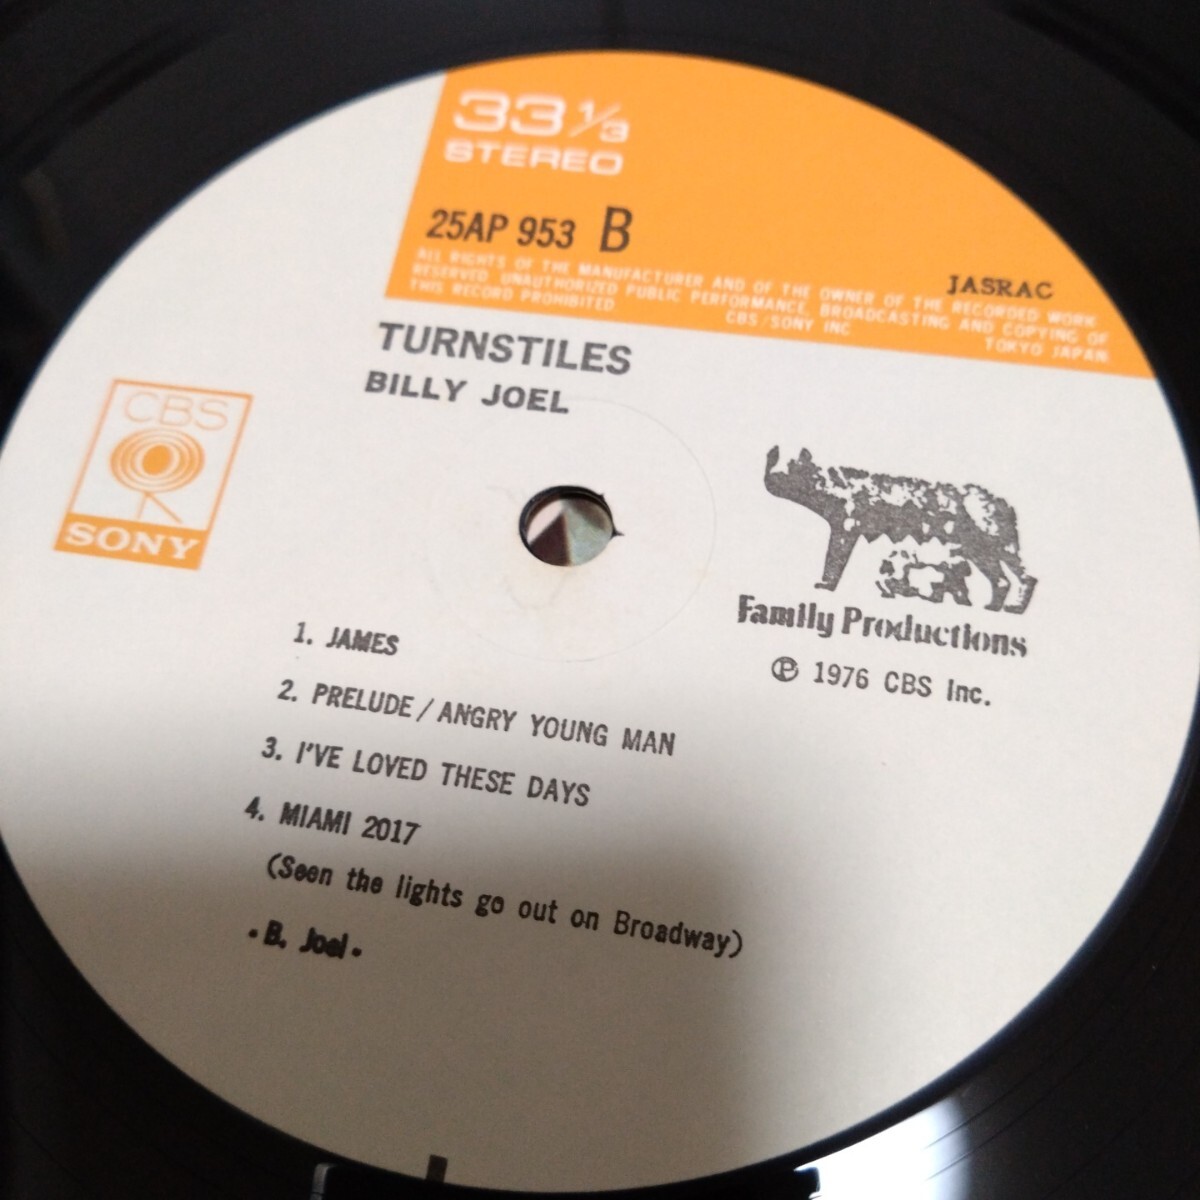 33 1/3
STEREO
25AP 953 B
JASRAC
ALL RIGHTS OF THE MANUFACTURER AND OF THE OWNER OF THE RECORDED WORK
RESERVED. UNAUTHORIZED PUBLIC PERFORMANCE, BROADCASTING AND COPYING OF
THIS RECORD PROHIBITED. CBS/SONY INC. TOKYO JAPAN
TURNSTILES
BILLY JOEL
CBS
SONY
Family Productions
Ⓟ 1976 CBS Inc.
1. JAMES
2. PRELUDE/ANGRY YOUNG MAN
3. I'VE LOVED THESE DAYS
4. MIAMI 2017
(Seen the lights go out on Broadway)
•B. Joel•